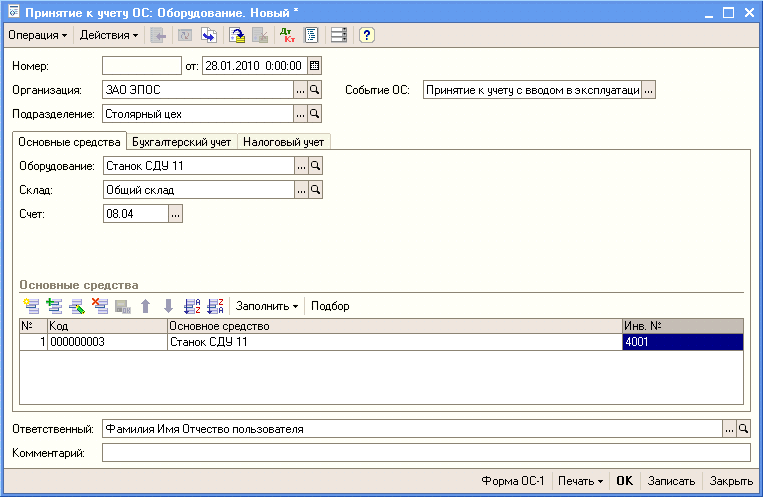 Принятие к учету ОС: Оборудование. Новый *
Операция Действия Дт Кт ?
Номер: от: 28.01.2010 0:00:00
Организация: ЗАО ЭПОС ... Событие ОС: Принятие к учету с вводом в эксплуатаци ...
Подразделение: Столярный цех ...
Основные средства Бухгалтерский учет Налоговый учет
Оборудование: Станок СДУ 11 ...
Склад: Общий склад ...
Счет: 08.04 ...
Основные средства
Заполнить Подбор
№ Код Основное средство Инв. №
1 000000003 Станок СДУ 11 4001
Ответственный: Фамилия Имя Отчество пользователя ...
Комментарий:
Форма ОС-1 Печать OK Записать Закрыть